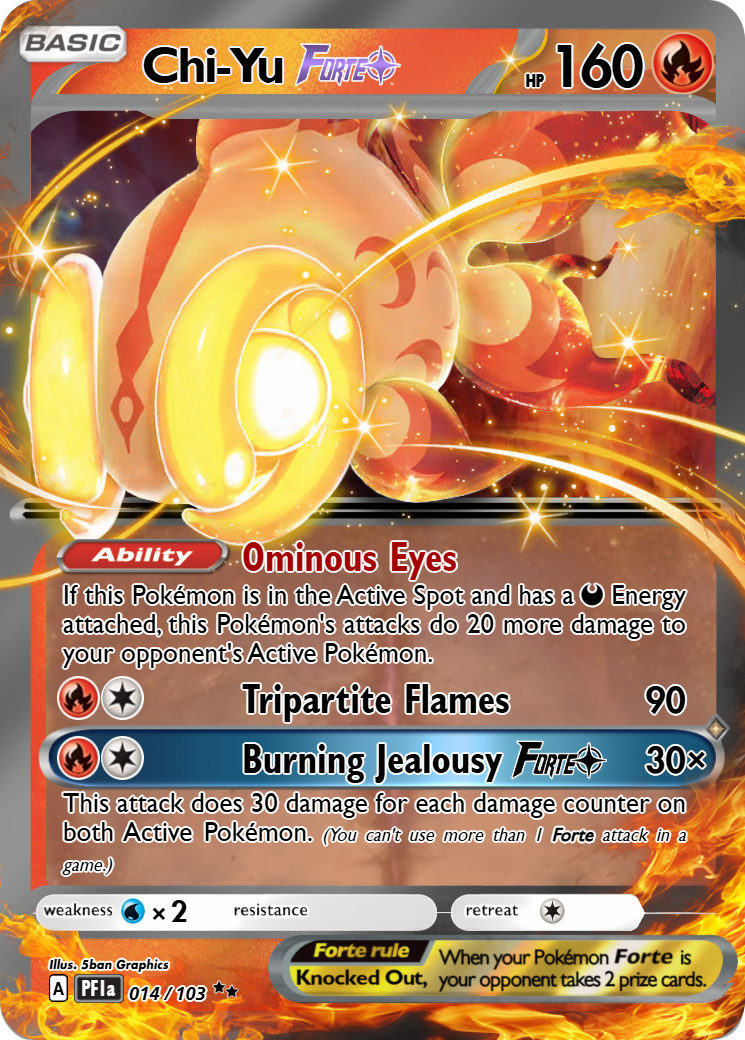 BASIC
Chi-Yu FORTE HP 160
Ability Ominous Eyes
If this Pokémon is in the Active Spot and has a Energy
attached, this Pokémon's attacks do 20 more damage to
your opponent's Active Pokémon.
Tripartite Flames 90
Burning Jealousy FORTE 30×
This attack does 30 damage for each damage counter on
both Active Pokémon. (You can't use more than 1 Forte attack in a
game.)
weakness × 2 resistance retreat
Illus. 5ban Graphics
A PF1a 014 / 103
Forte rule When your Pokémon Forte is
Knocked Out, your opponent takes 2 prize cards.